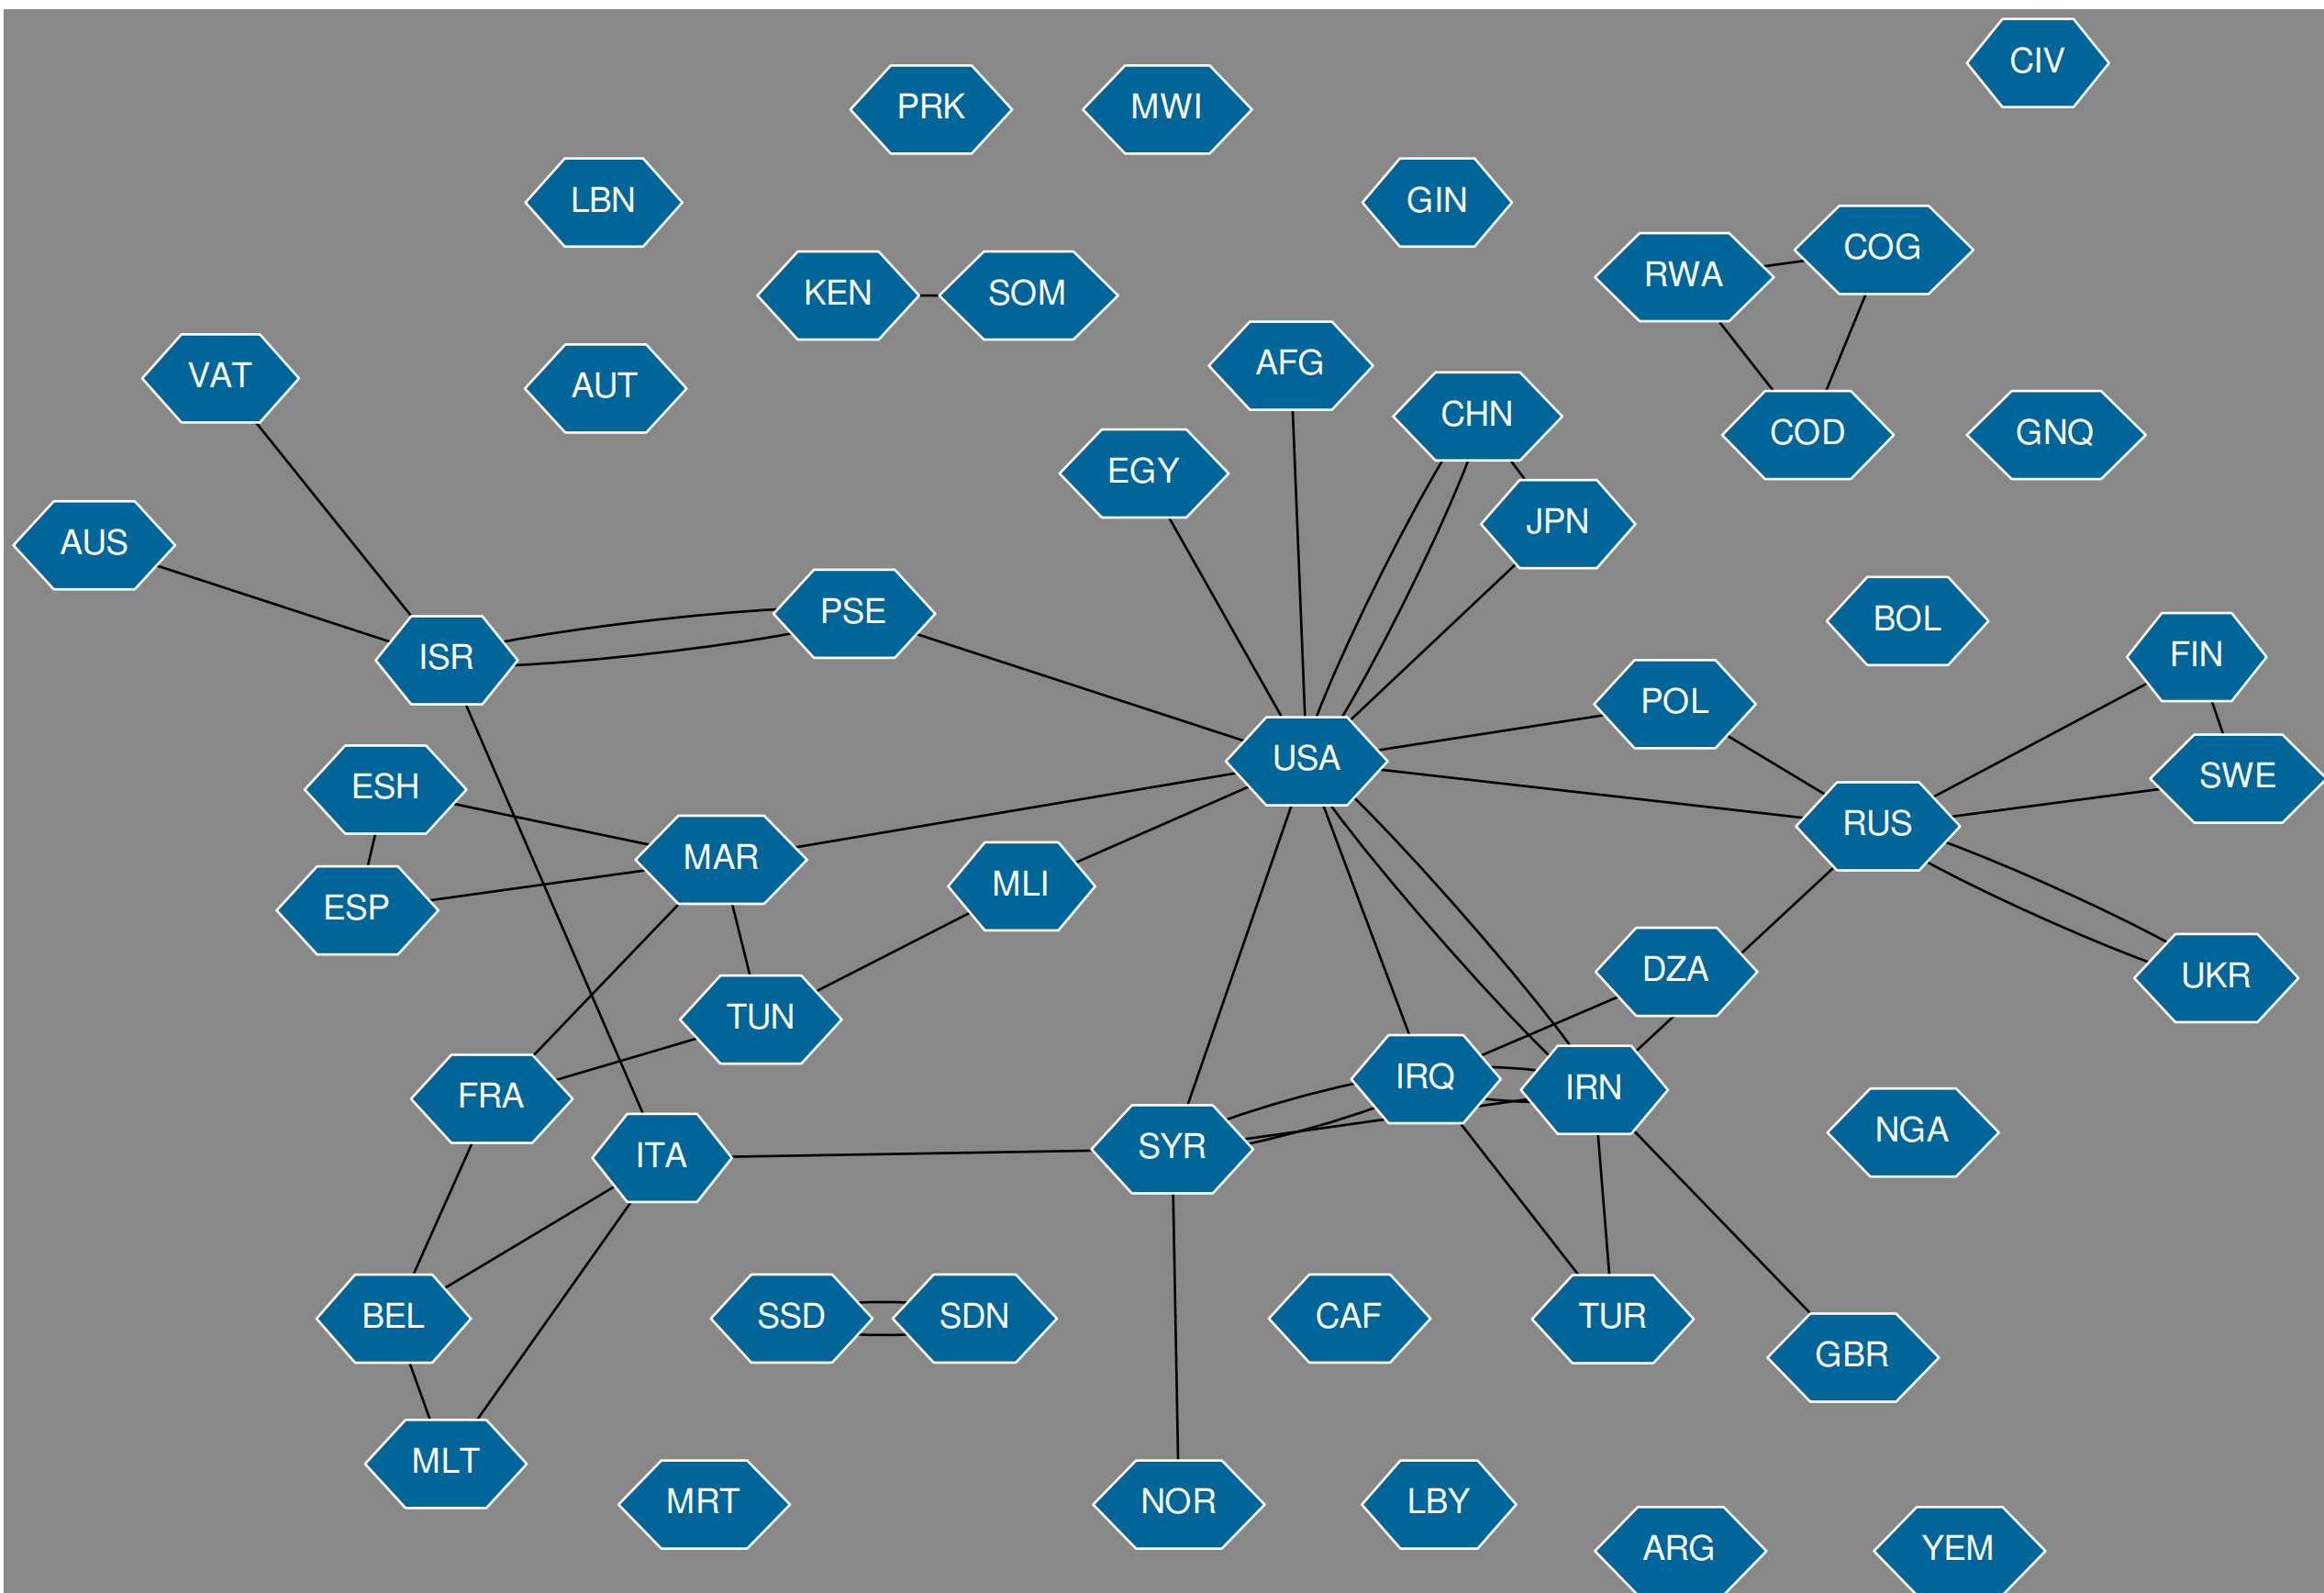 CIV
PRK
MWI
LBN
GIN
COG
RWA
KEN
SOM
AFG
VAT
AUT
CHN
COD
GNQ
EGY
JPN
AUS
PSE
BOL
ISR
FIN
POL
USA
SWE
ESH
RUS
MAR
MLI
ESP
DZA
UKR
TUN
IRQ
IRN
FRA
NGA
SYR
ITA
BEL
SSD
SDN
CAF
TUR
GBR
MLT
MRT
NOR
LBY
ARG
YEM